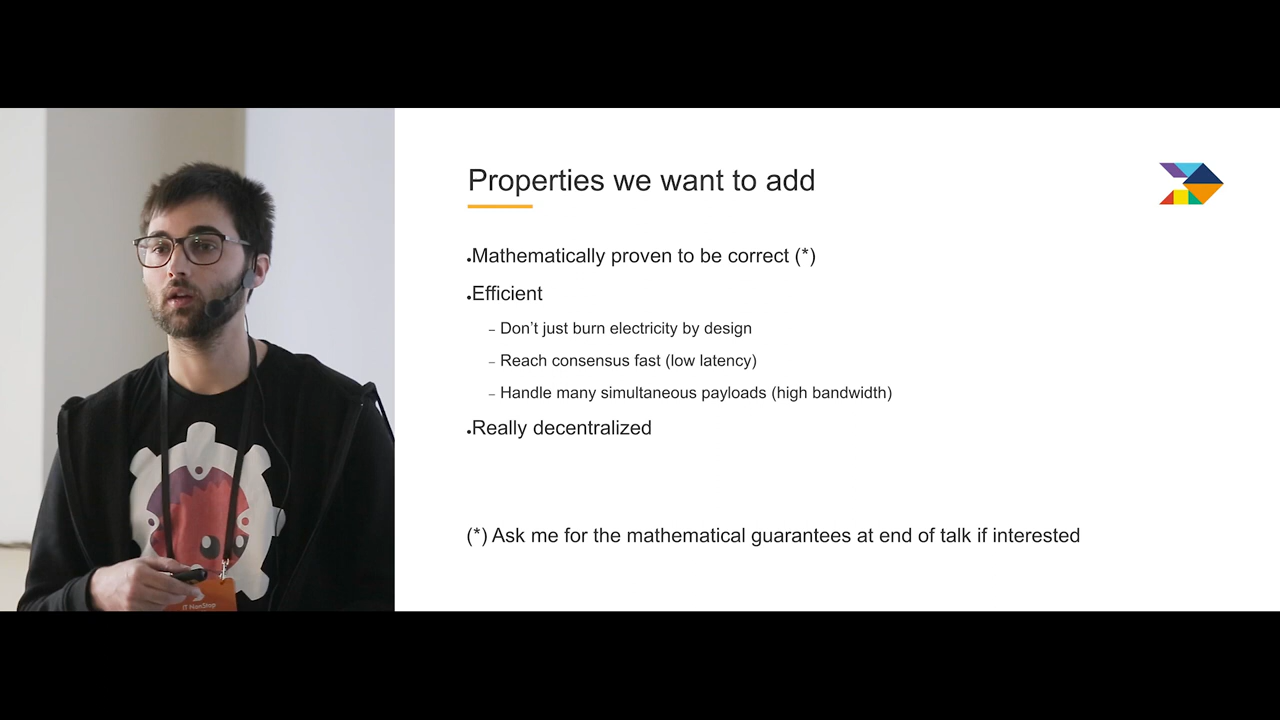 Properties we want to add
•Mathematically proven to be correct (*)
•Efficient
– Don’t just burn electricity by design
– Reach consensus fast (low latency)
– Handle many simultaneous payloads (high bandwidth)
•Really decentralized
(*) Ask me for the mathematical guarantees at end of talk if interested
IT NonStop